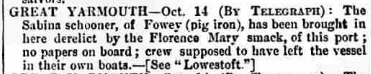 GREAT YARMOUTH—Oct. 14 (BY TELEGRAPH): The
Sabina schooner, of Fowey (pig iron), has been brought in
here derelict by the Florence Mary smack, of this port;
no papers on board; crew supposed to have left the vessel
in their own boats.—[See "Lowestoft."]